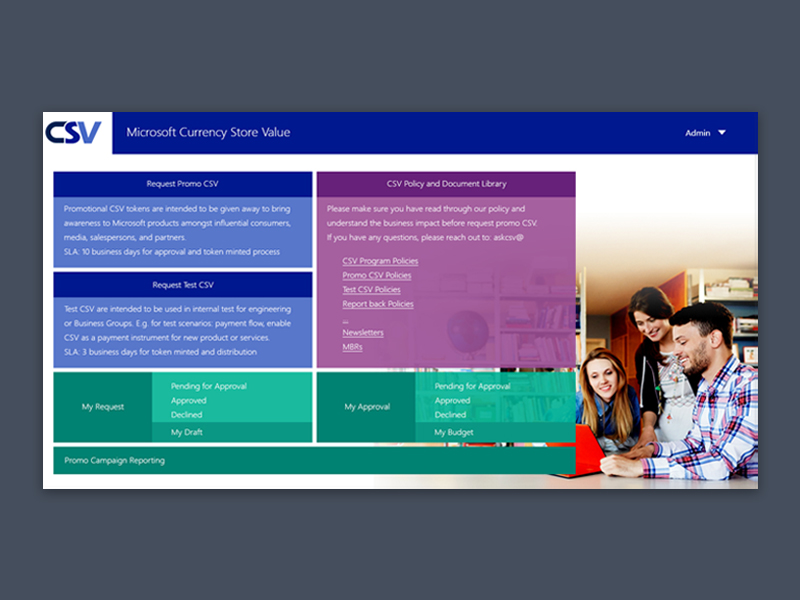 CSV
Microsoft Currency Store Value
Admin
Request Promo CSV
Promotional CSV tokens are intended to be given away to bring
awareness to Microsoft products amongst influential consumers,
media, salespersons, and partners.
SLA: 10 business days for approval and token minted process
Request Test CSV
Test CSV are intended to be used in internal test for engineering
or Business Groups. E.g. for test scenarios: payment flow, enable
CSV as a payment instrument for new product or services.
SLA: 3 business days for token minted and distribution
CSV Policy and Document Library
Please make sure you have read through our policy and
understand the business impact before request promo CSV.
If you have any questions, please reach out to: askcsv@
CSV Program Policies
Promo CSV Policies
Test CSV Policies
Report back Policies
...
Newsletters
MBRs
My Request
Pending for Approval
Approved
Declined
My Draft
My Approval
Pending for Approval
Approved
Declined
My Budget
Promo Campaign Reporting